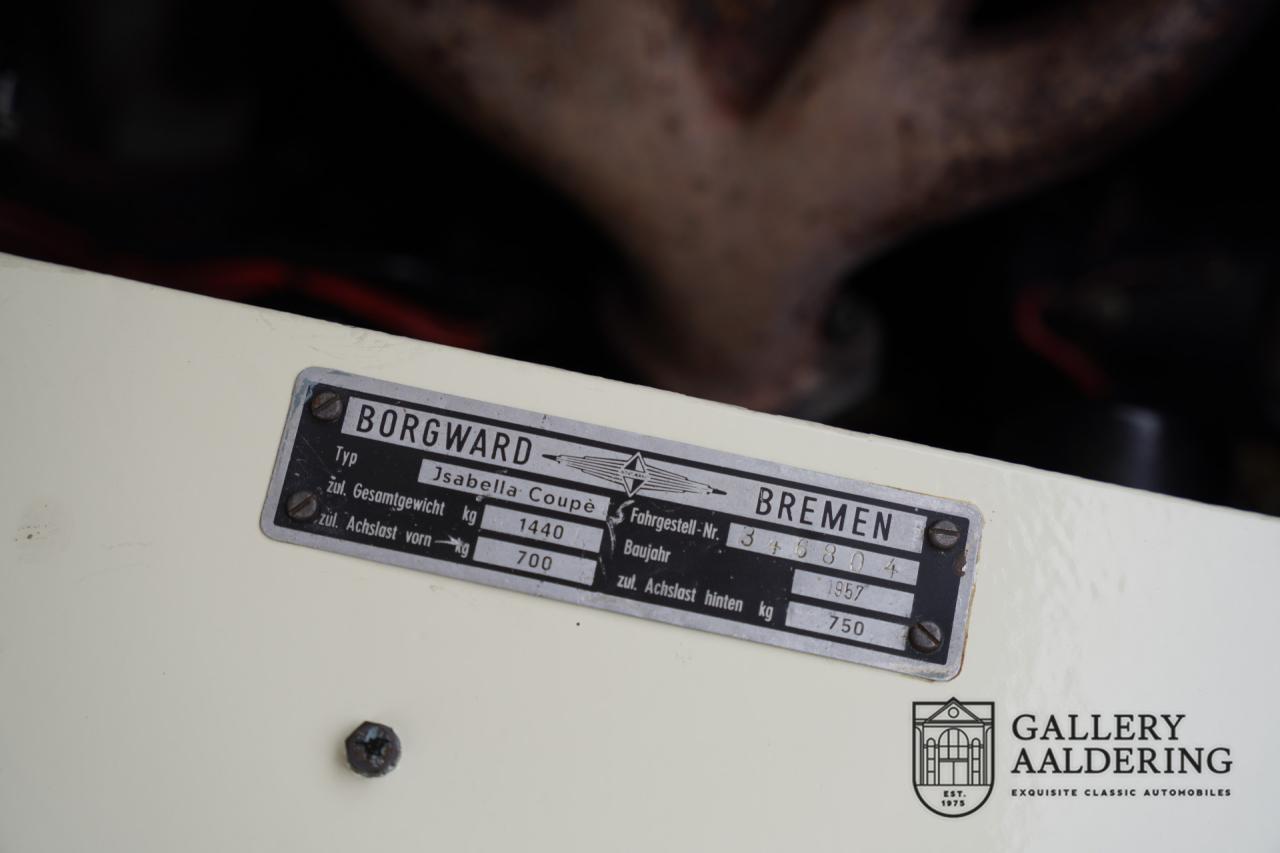 BORGWARD BREMEN
Typ Jsabella Coupè Fahrgestell-Nr. 346804
zul. Gesamtgewicht kg 1440 Baujahr 1957
zul. Achslast vorn kg 700 zul. Achslast hinten kg 750
GALLERY
AALDERING
EXQUISITE CLASSIC AUTOMOBILES
EST.
1975